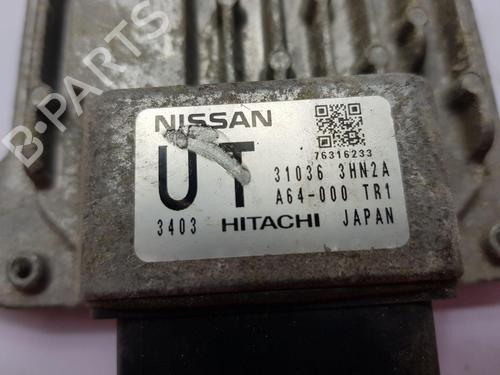 B-PARTS
NISSAN
76316233
UT
31036 3HN2A
A64-000 TR1
3403 HITACHI JAPAN